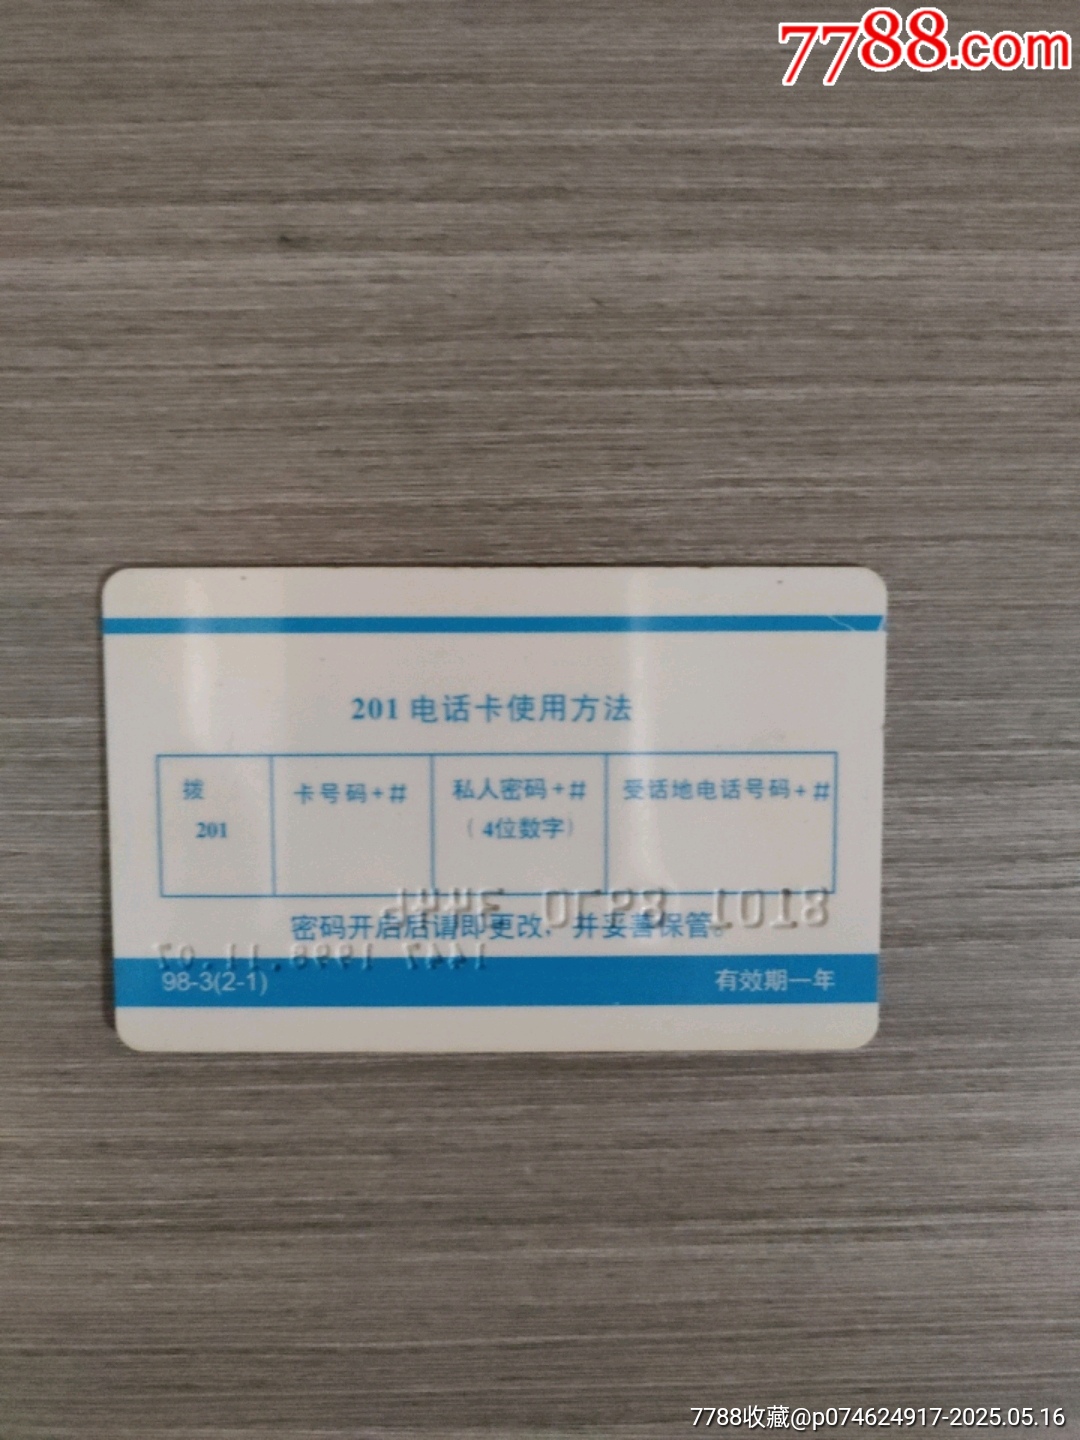 7788.com
201 电话卡使用方法
拨
201
卡号码+#
私人密码+#
(4位数字)
受话地电话号码+#
密码开启后请即更改，并妥善保管。
98-3(2-1)
有效期一年
7788收藏@p074624917-2025.05.16